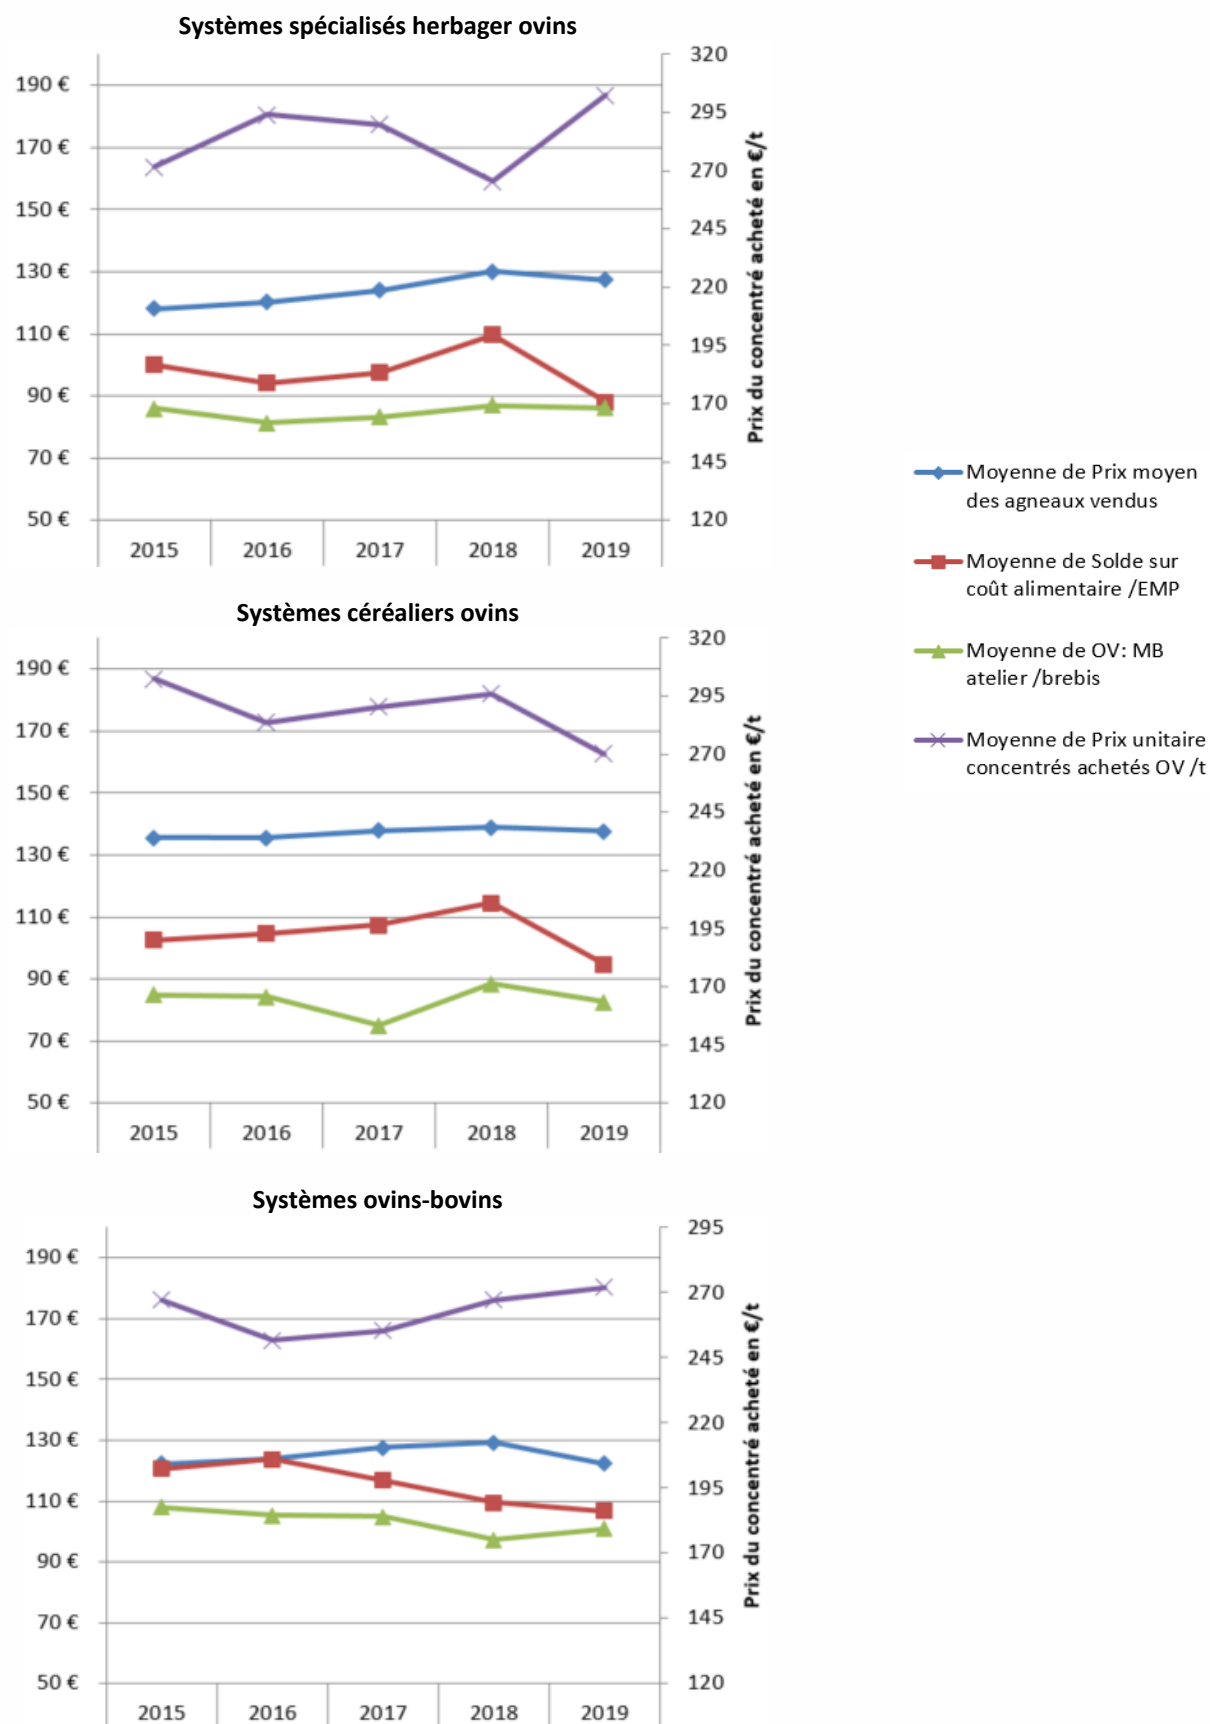 Systèmes spécialisés herbager ovins
190 €
170 €
150 €
130 €
110 €
90 €
70 €
50 €
320
295
270
245
220
195
170
145
120
Prix du concentré acheté en €/t
2015 2016 2017 2018 2019
Systèmes céréaliers ovins
190 €
170 €
150 €
130 €
110 €
90 €
70 €
50 €
320
295
270
245
220
195
170
145
120
Prix du concentré acheté en €/t
2015 2016 2017 2018 2019
Systèmes ovins-bovins
190 €
170 €
150 €
130 €
110 €
90 €
70 €
50 €
295
270
245
220
195
170
145
120
Prix du concentré acheté en €/t
2015 2016 2017 2018 2019
Moyenne de Prix moyen
des agneaux vendus
Moyenne de Solde sur
coût alimentaire /EMP
Moyenne de OV: MB
atelier /brebis
Moyenne de Prix unitaire
concentrés achetés OV /t